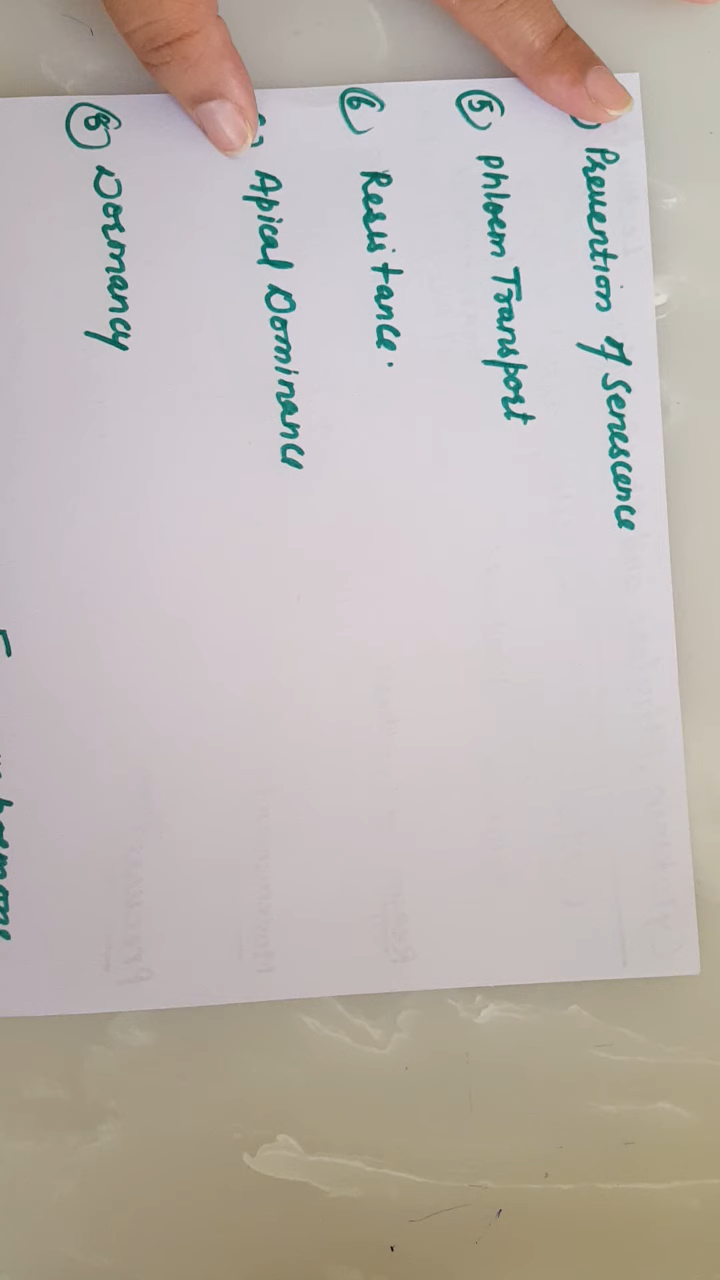 Prevention of Senescence
⑤ Phloem Transport
⑥ Resistance.
Apical Dominance
⑧ Dormancy